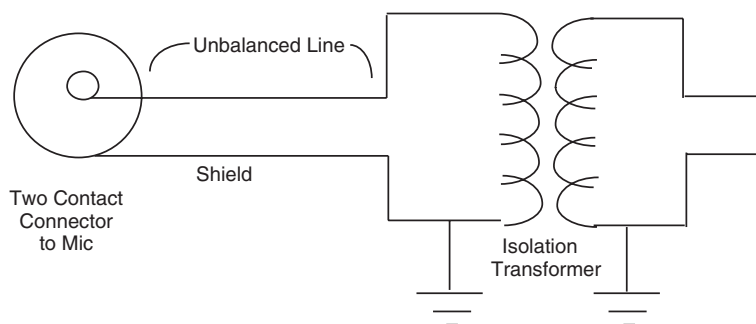 Unbalanced Line
Shield
Two Contact
Connector
to Mic
Isolation
Transformer